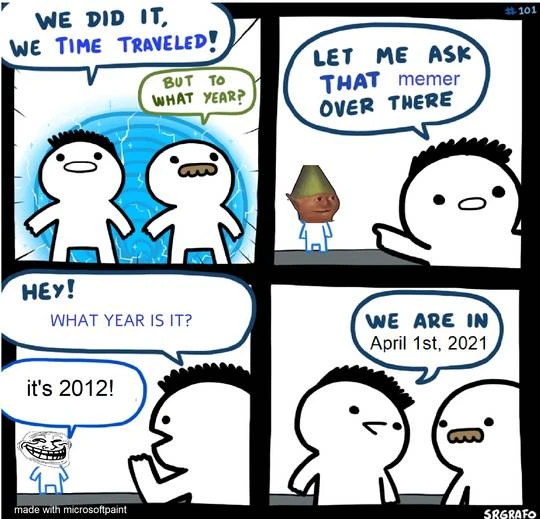 #101
WE DID IT,
WE TIME TRAVELED!
BUT TO
WHAT YEAR?
LET ME ASK
THAT memer
OVER THERE
HEY!
WHAT YEAR IS IT?
it's 2012!
made with microsoftpaint
WE ARE IN
April 1st, 2021
SRGRAFO